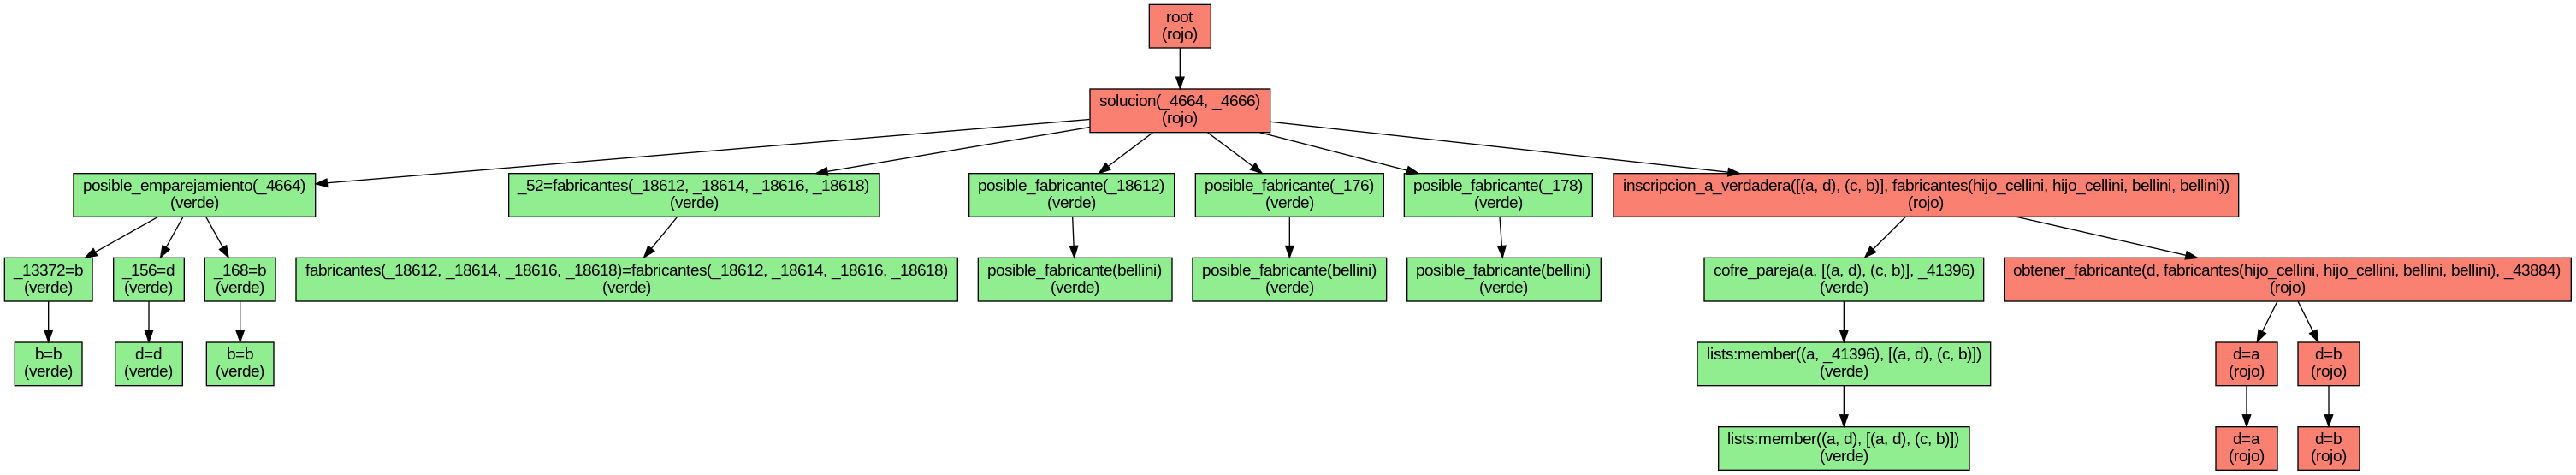 root
(rojo)
solucion(_4664, _4666)
(rojo)
posible_emparejamiento(_4664)
(verde)
_52=fabricantes(_18612, _18614, _18616, _18618)
(verde)
posible_fabricante(_18612)
(verde)
posible_fabricante(_176)
(verde)
posible_fabricante(_178)
(verde)
inscripcion_a_verdadera([(a, d), (c, b)], fabricantes(hijo_cellini, hijo_cellini, bellini, bellini))
(rojo)
_13372=b
(verde)
_156=d
(verde)
_168=b
(verde)
fabricantes(_18612, _18614, _18616, _18618)=fabricantes(_18612, _18614, _18616, _18618)
(verde)
posible_fabricante(bellini)
(verde)
posible_fabricante(bellini)
(verde)
posible_fabricante(bellini)
(verde)
cofre_pareja(a, [(a, d), (c, b)], _41396)
(verde)
obtener_fabricante(d, fabricantes(hijo_cellini, hijo_cellini, bellini, bellini), _43884)
(rojo)
b=b
(verde)
d=d
(verde)
b=b
(verde)
lists:member((a, _41396), [(a, d), (c, b)])
(verde)
d=a
(rojo)
d=b
(rojo)
lists:member((a, d), [(a, d), (c, b)])
(verde)
d=a
(rojo)
d=b
(rojo)